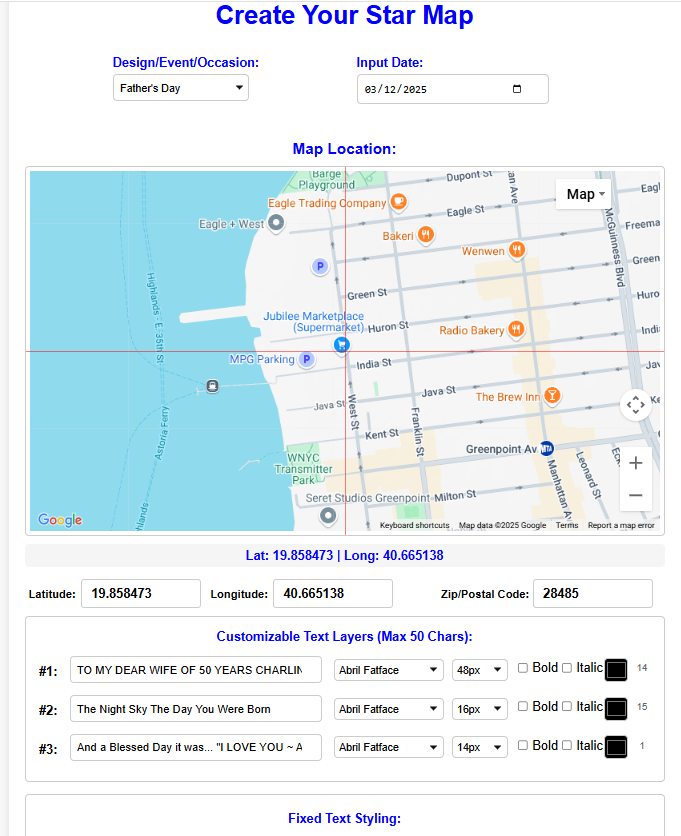 Create Your Star Map
Design/Event/Occasion: Input Date:
Father's Day 03/12/2025
Map Location:
Barge
Playground
Dupont St
Map
Eagle Trading Company
Eagle St
Eagle + West
Bakeri
Wenwen
McGuinness Blvd
Freema
Green
P
Green St
Huro
Jubilee Marketplace
(Supermarket)
Huron St
Radio Bakery
Indi
MPG Parking P
India St
Jav
Highlands - E. 35th St
Java St
Java St
The Brew Inn
West St
Franklin St
Astoria Ferry
Kent St
Greenpoint Av
MTA
WNYC
Transmitter
Park
Manhattan Av
Leonard St
Seret Studios Greenpoint
Milton St
hlands
Google
Keyboard shortcuts Map data ©2025 Google Terms Report a map error
Lat: 19.858473 | Long: 40.665138
Latitude: 19.858473 Longitude: 40.665138 Zip/Postal Code: 28485
Customizable Text Layers (Max 50 Chars):
#1: TO MY DEAR WIFE OF 50 YEARS CHARLIN Abril Fatface 48px Bold Italic 14
#2: The Night Sky The Day You Were Born Abril Fatface 16px Bold Italic 15
#3: And a Blessed Day it was... "I LOVE YOU ~ A Abril Fatface 14px Bold Italic 1
Fixed Text Styling: